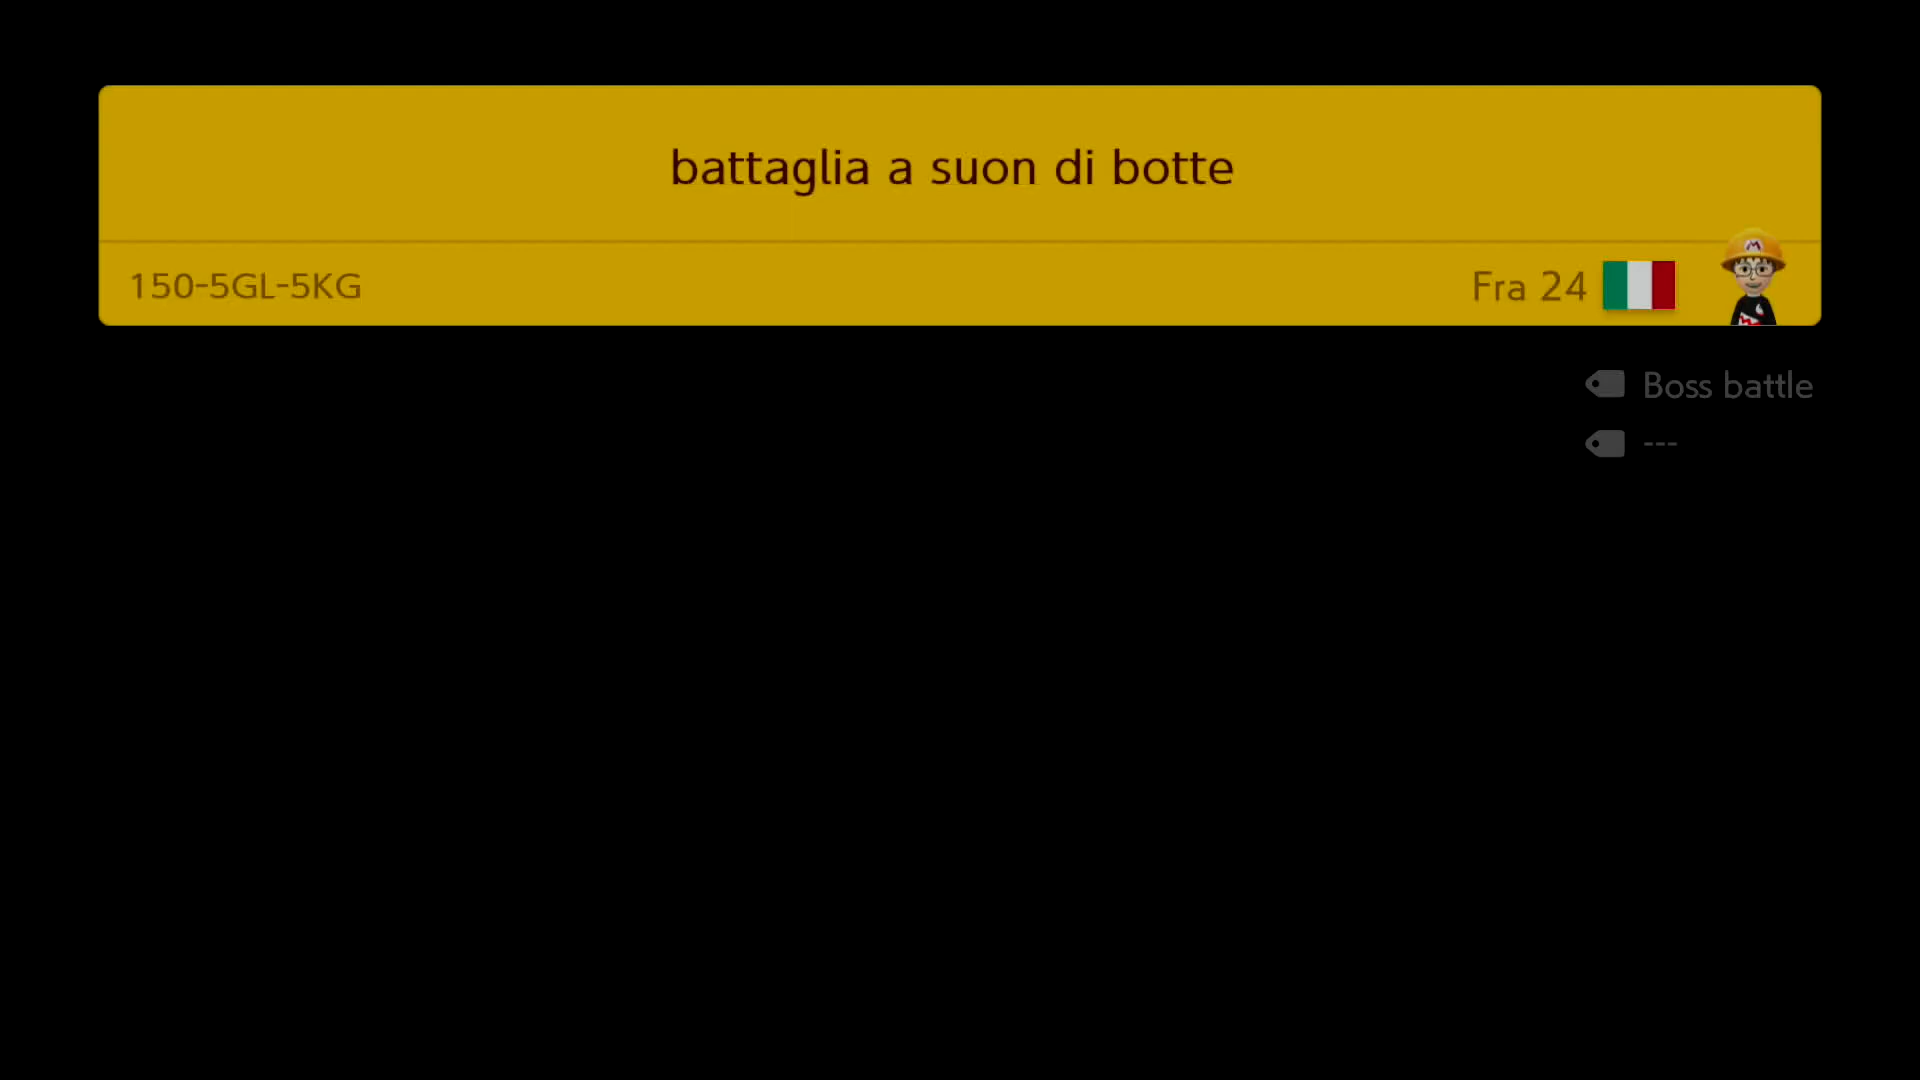 battaglia a suon di botte
150-5GL-5KG
Fra 24
Boss battle
---